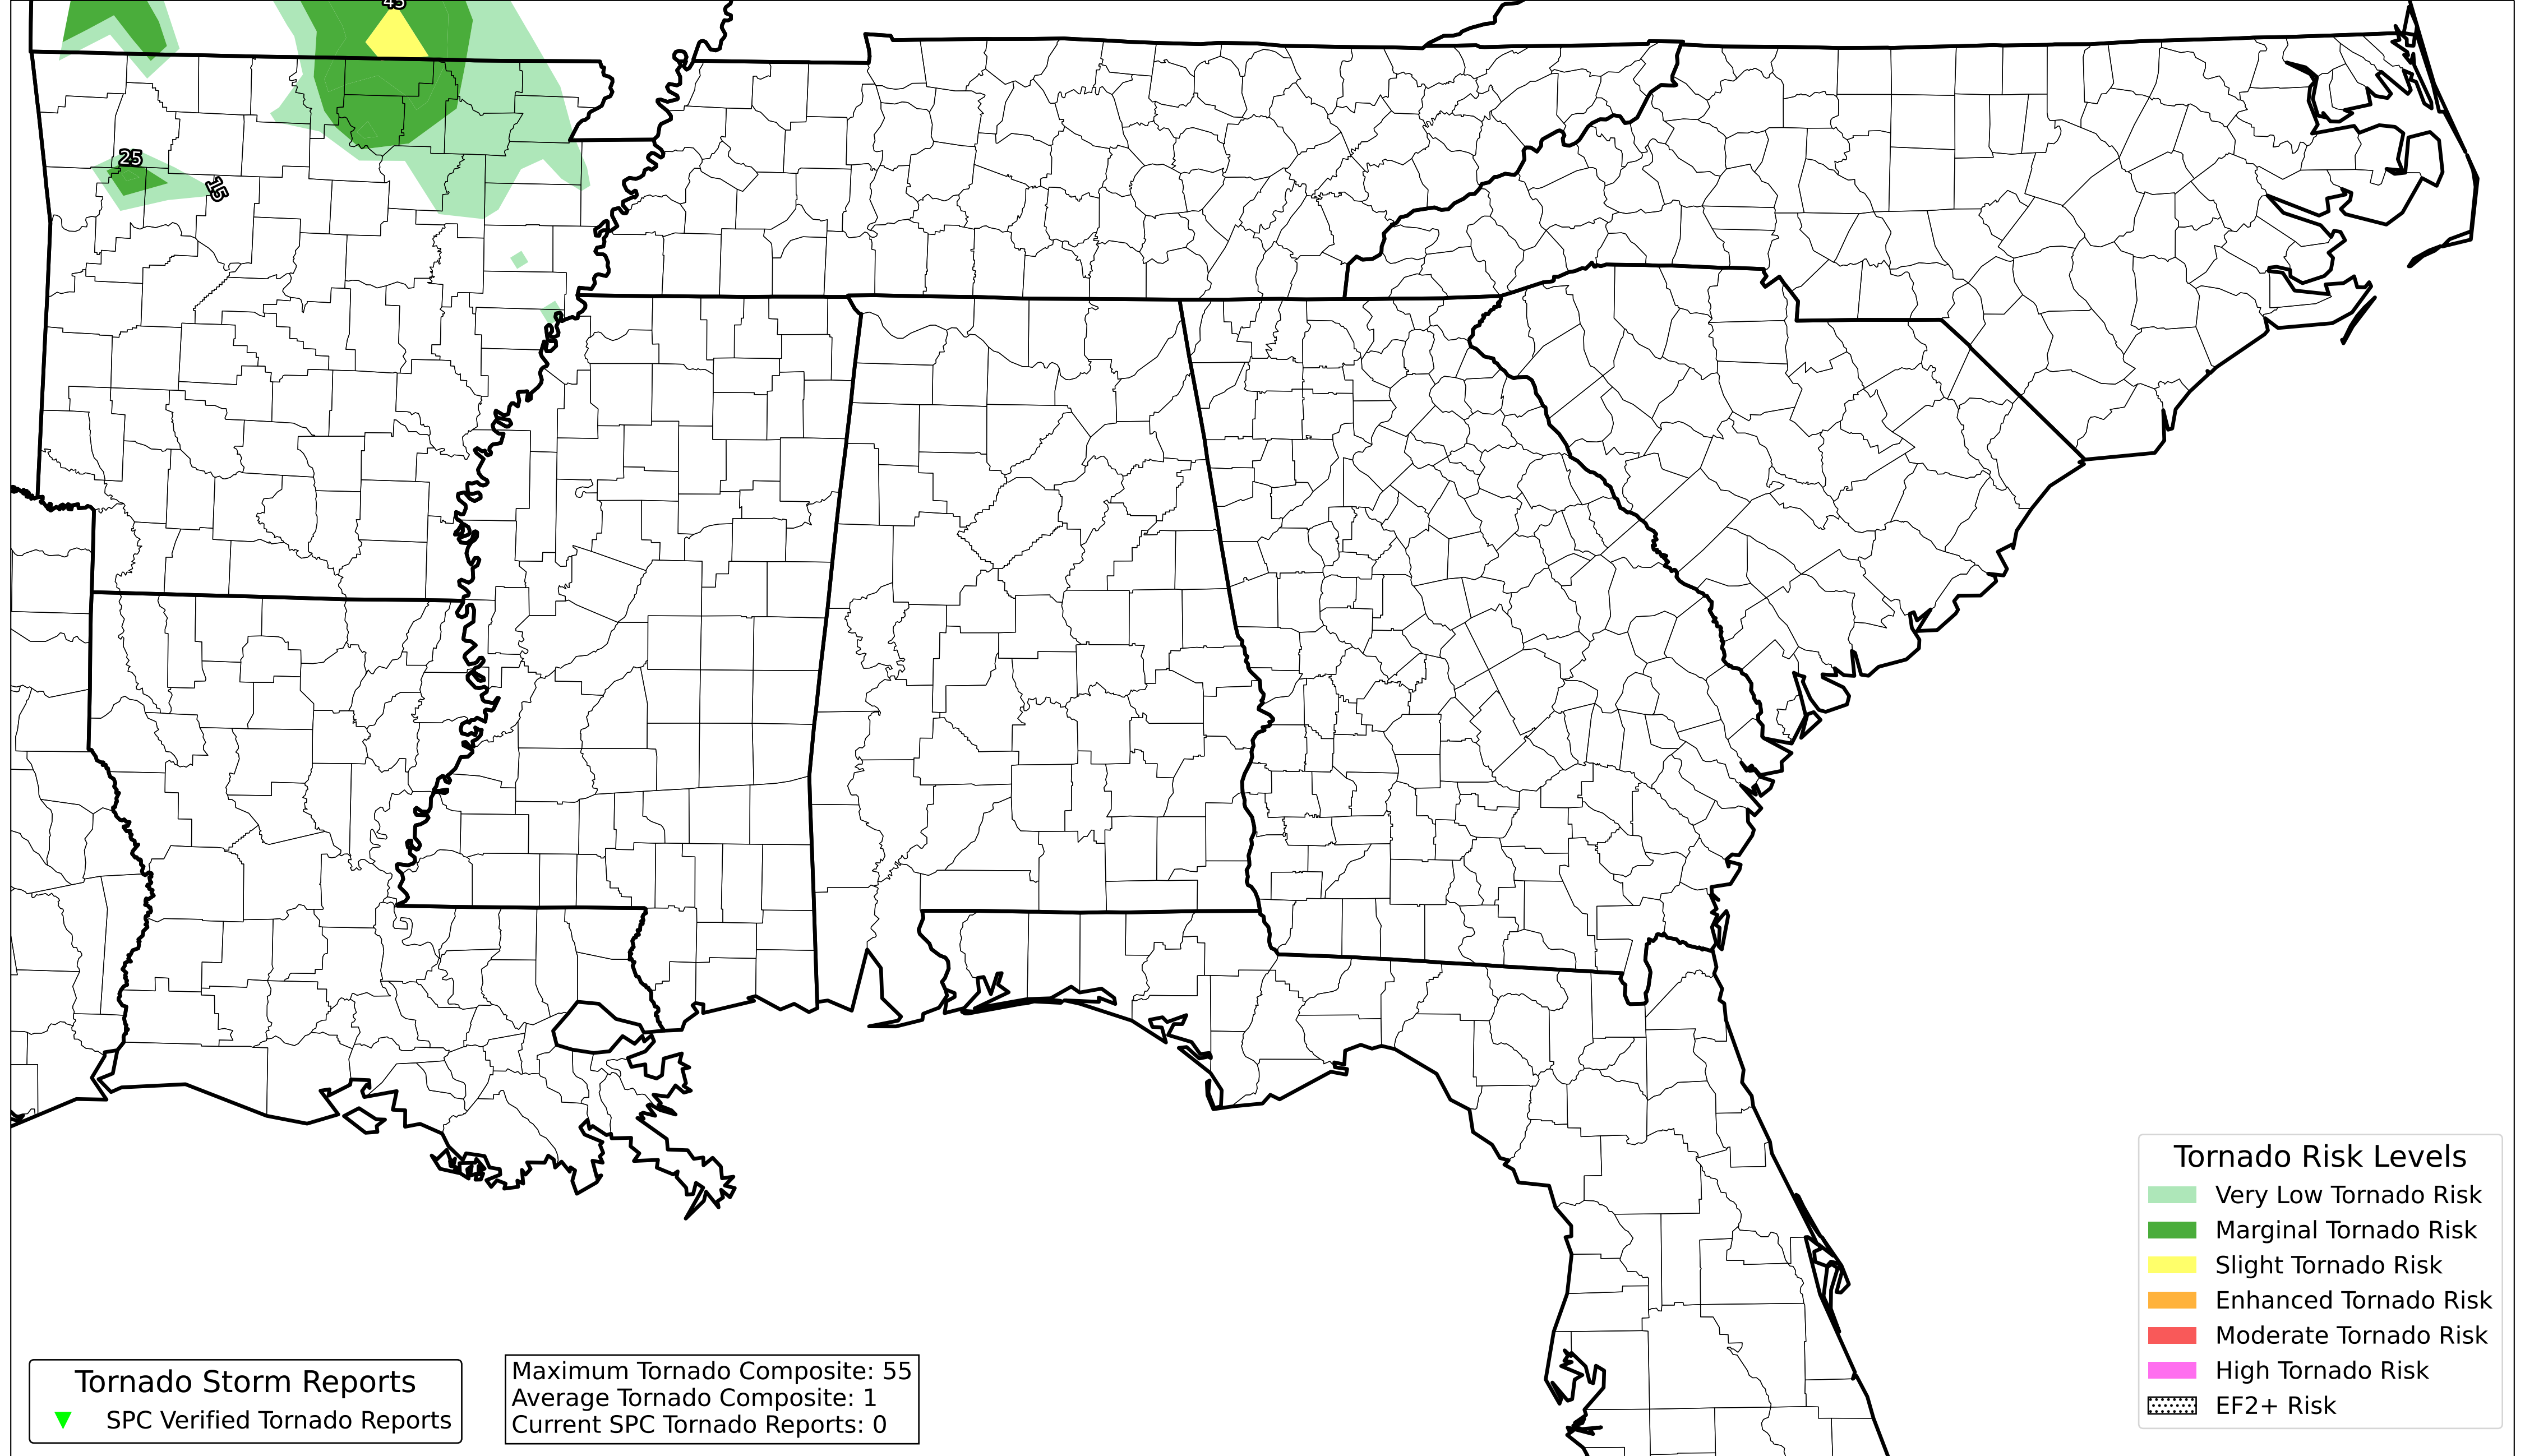 45
25
15
Tornado Risk Levels
Very Low Tornado Risk
Marginal Tornado Risk
Slight Tornado Risk
Enhanced Tornado Risk
Moderate Tornado Risk
High Tornado Risk
EF2+ Risk
Tornado Storm Reports
SPC Verified Tornado Reports
Maximum Tornado Composite: 55
Average Tornado Composite: 1
Current SPC Tornado Reports: 0